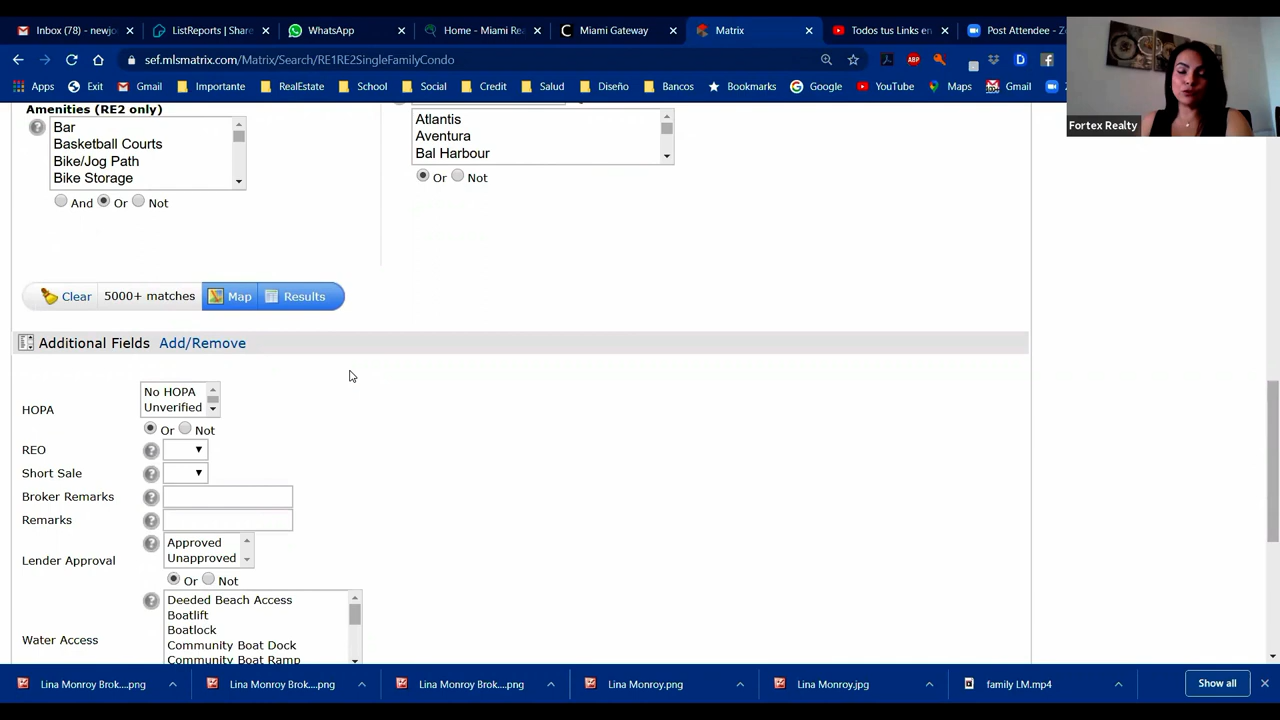 Inbox (78) - newjo
ListReports | Share
WhatsApp
Home - Miami Re
Miami Gateway
Matrix
Todos tus Links en
Post Attendee - Z
sef.mlsmatrix.com/Matrix/Search/RE1RE2SingleFamilyCondo
ABP
Apps
Exit
Importante
RealEstate
School
Social
Credit
Salud
Diseño
Bancos
Bookmarks
Google
YouTube
Maps
Gmail
Fortex Realty
Amenities (RE2 only)
Bar
Basketball Courts
Bike/Jog Path
Bike Storage
And Or Not
Atlantis
Aventura
Bal Harbour
Or Not
Clear
5000+ matches
Map
Results
Additional Fields Add/Remove
HOPA
No HOPA
Unverified
Or Not
REO
Short Sale
Broker Remarks
Remarks
Lender Approval
Approved
Unapproved
Or Not
Water Access
Deeded Beach Access
Boatlift
Boatlock
Community Boat Dock
Community Boat Ramp
Lina Monroy Brok....png
Lina Monroy Brok....png
Lina Monroy Brok....png
Lina Monroy.png
Lina Monroy.jpg
family LM.mp4
Show all